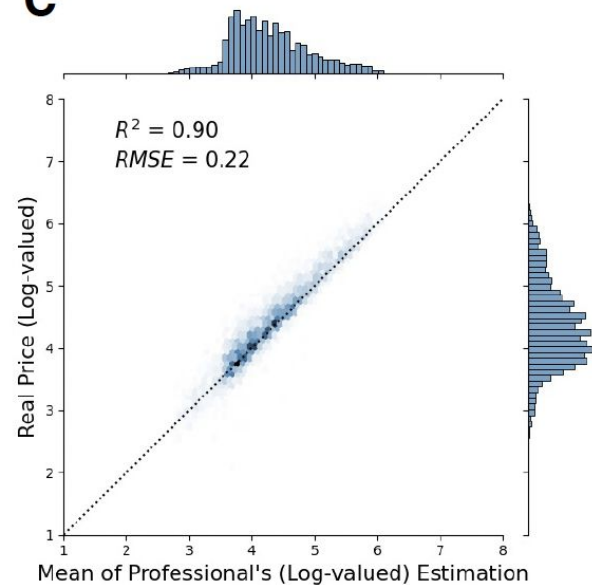 C
R² = 0.90
RMSE = 0.22
8
7
6
5
4
3
2
1
Real Price (Log-valued)
1 2 3 4 5 6 7 8
Mean of Professional's (Log-valued) Estimation